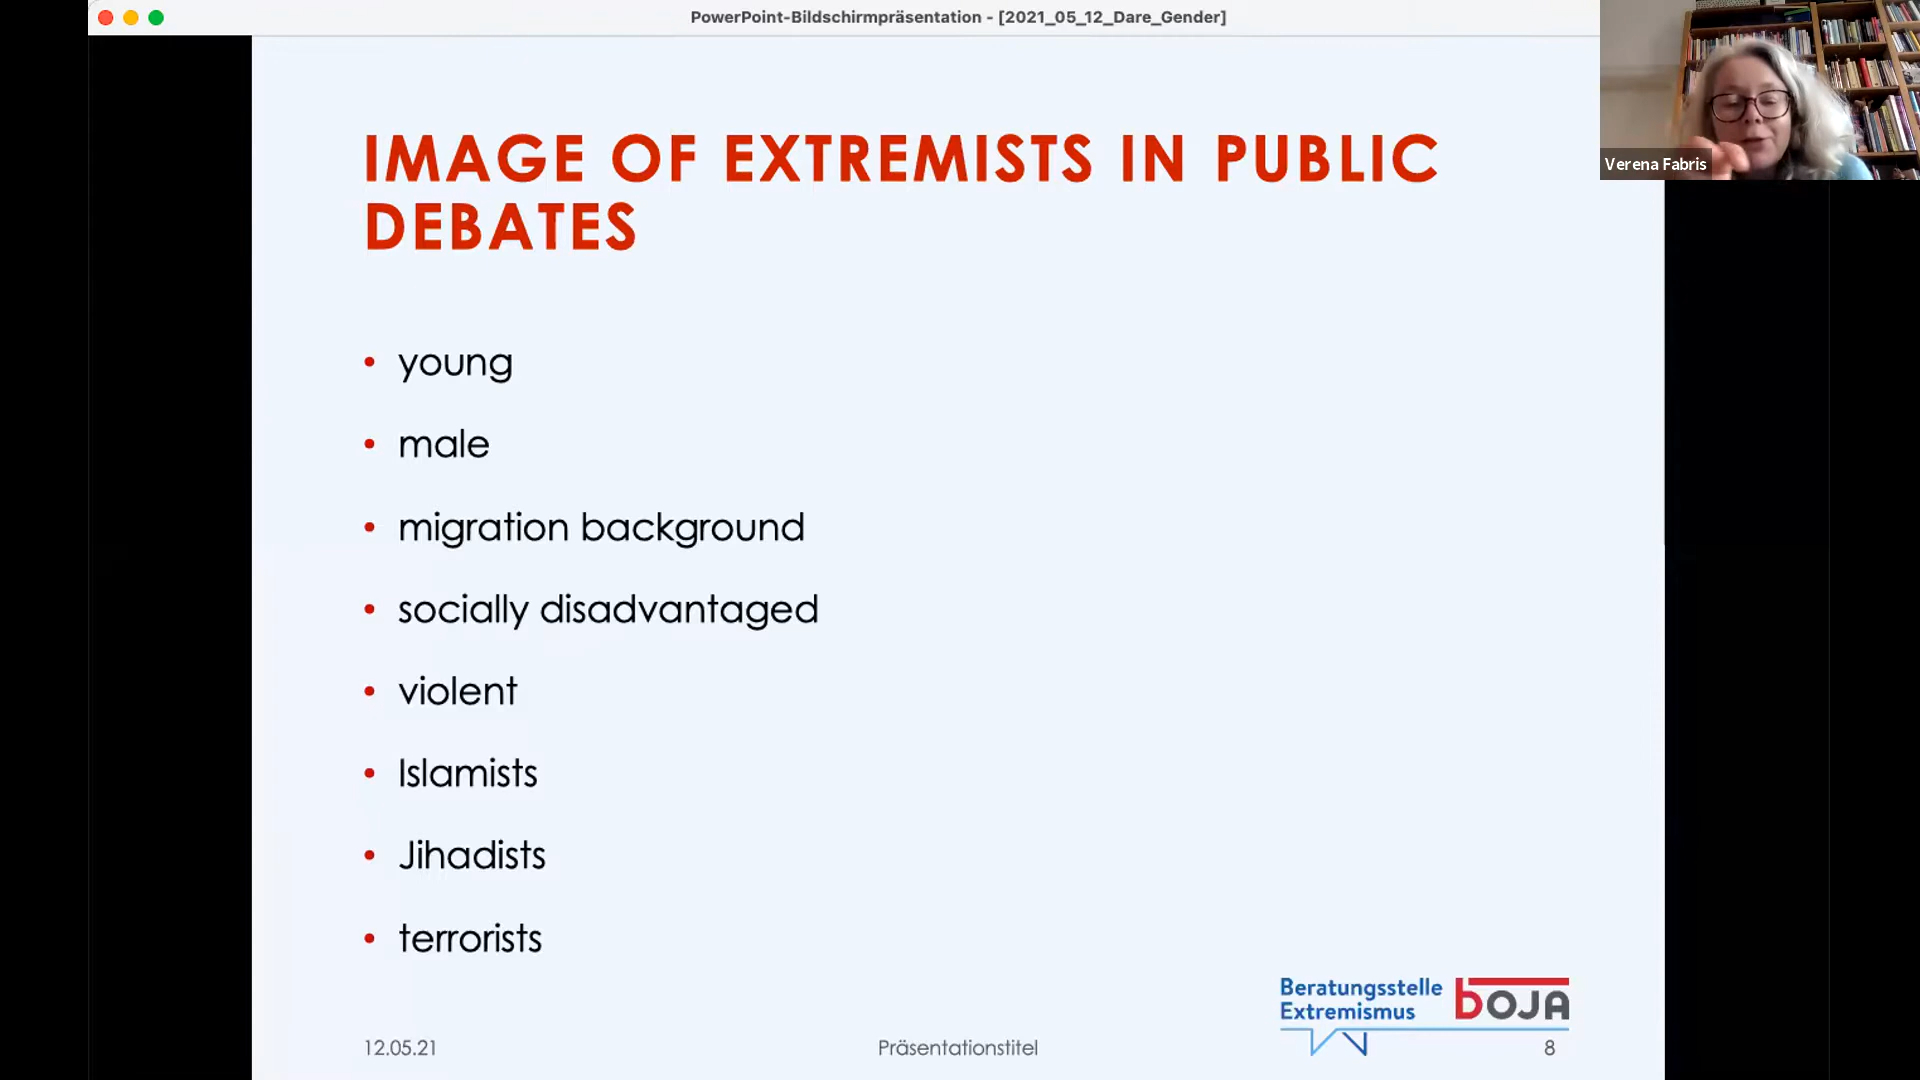 PowerPoint-Bildschirmpräsentation - [2021_05_12_Dare_Gender]
Verena Fabris
IMAGE OF EXTREMISTS IN PUBLIC
DEBATES
• young
• male
• migration background
• socially disadvantaged
• violent
• Islamists
• Jihadists
• terrorists
Beratungsstelle
Extremismus
bOJA
12.05.21
Präsentationstitel
8